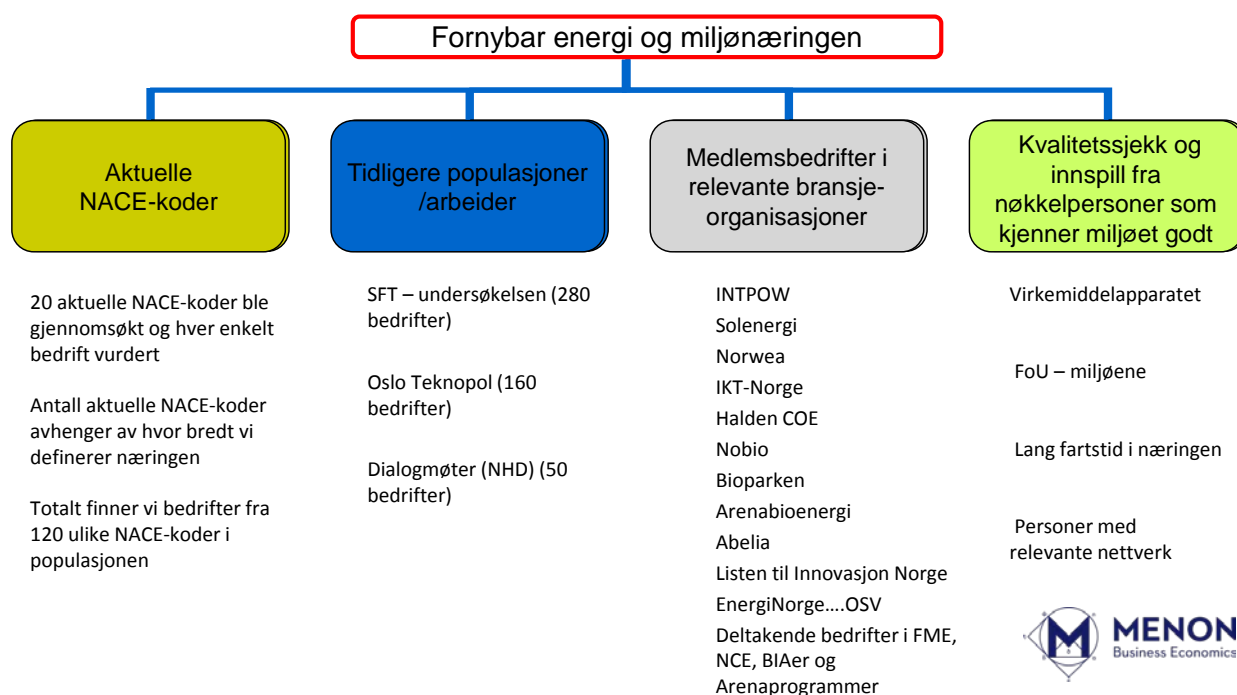 Fornybar energi og miljønæringen
Aktuelle
NACE-koder
20 aktuelle NACE-koder ble
gjennomsøkt og hver enkelt
bedrift vurdert
Antall aktuelle NACE-koder
avhenger av hvor bredt vi
definerer næringen
Totalt finner vi bedrifter fra
120 ulike NACE-koder i
populasjonen
Tidligere populasjoner
/arbeider
SFT – undersøkelsen (280
bedrifter)
Oslo Teknopol (160
bedrifter)
Dialogmøter (NHD) (50
bedrifter)
Medlemsbedrifter i
relevante bransje-
organisasjoner
INTPOW
Solenergi
Norwea
IKT-Norge
Halden COE
Nobio
Bioparken
Arenabioenergi
Abelia
Listen til Innovasjon Norge
EnergiNorge....OSV
Deltakende bedrifter i FME,
NCE, BIAer og
Arenaprogrammer
Kvalitetssjekk og
innspill fra
nøkkelpersoner som
kjenner miljøet godt
Virkemiddelapparatet
FoU – miljøene
Lang fartstid i næringen
Personer med
relevante nettverk
MENON
Business Economics